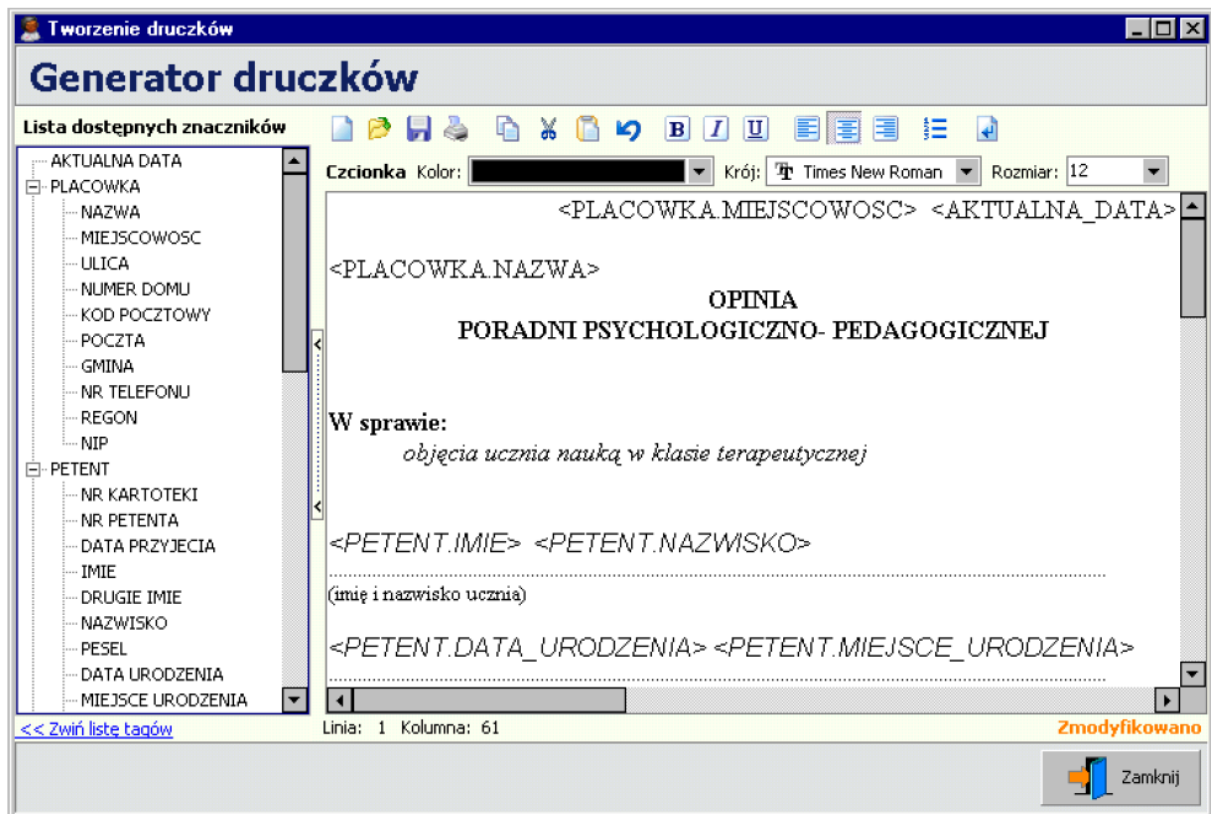 Tworzenie druczków
Generator druczków
Lista dostępnych znaczników
AKTUALNA DATA
PLACOWKA
NAZWA
MIEJSCOWOSC
ULICA
NUMER DOMU
KOD POCZTOWY
POCZTA
GMINA
NR TELEFONU
REGON
NIP
PETENT
NR KARTOTEKI
NR PETENTA
DATA PRZYJECIA
IMIE
DRUGIE IMIE
NAZWISKO
PESEL
DATA URODZENIA
MIEJSCE URODZENIA
<< Zwiń listę tagów
B I U
Czcionka Kolor: Krój: Times New Roman Rozmiar: 12
<PLACOWKA.MIEJSCOWOSC> <AKTUALNA_DATA>
<PLACOWKA.NAZWA>
OPINIA
PORADNI PSYCHOLOGICZNO- PEDAGOGICZNEJ
W sprawie:
objęcia ucznia nauką w klasie terapeutycznej
<PETENT.IMIE> <PETENT.NAZWISKO>
(imię i nazwisko ucznia)
<PETENT.DATA_URODZENIA> <PETENT.MIEJSCE_URODZENIA>
Linia: 1 Kolumna: 61
Zmodyfikowano
Zamknij